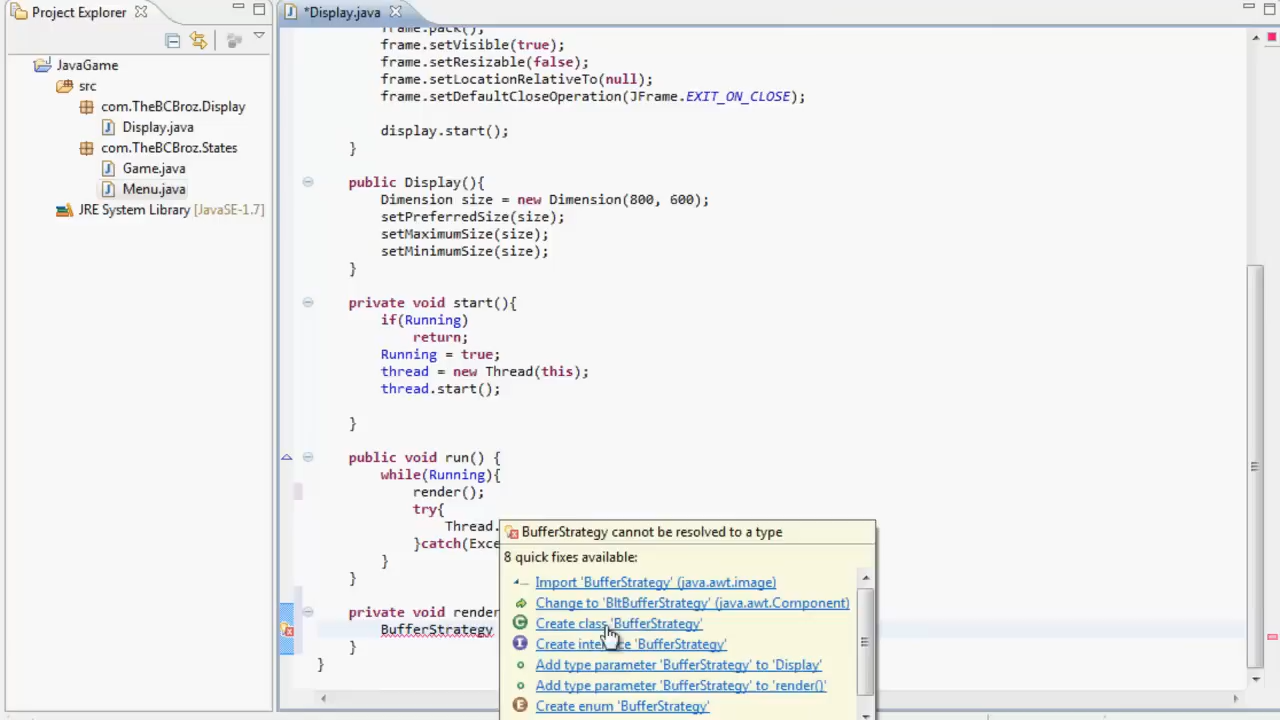 Project Explorer
*Display.java
JavaGame
src
com.TheBCBroz.Display
Display.java
com.TheBCBroz.States
Game.java
Menu.java
JRE System Library [JavaSE-1.7]
frame.pack();
frame.setVisible(true);
frame.setResizable(false);
frame.setLocationRelativeTo(null);
frame.setDefaultCloseOperation(JFrame.EXIT_ON_CLOSE);
display.start();
}
public Display(){
Dimension size = new Dimension(800, 600);
setPreferredSize(size);
setMaximumSize(size);
setMinimumSize(size);
}
private void start(){
if(Running)
return;
Running = true;
thread = new Thread(this);
thread.start();
}
public void run() {
while(Running){
render();
try{
Thread.
}catch(Exce
}
}
private void render
BufferStrategy
}
}
BufferStrategy cannot be resolved to a type
8 quick fixes available:
Import 'BufferStrategy' (java.awt.image)
Change to 'BltBufferStrategy' (java.awt.Component)
Create class 'BufferStrategy'
Create interface 'BufferStrategy'
Add type parameter 'BufferStrategy' to 'Display'
Add type parameter 'BufferStrategy' to 'render()'
Create enum 'BufferStrategy'